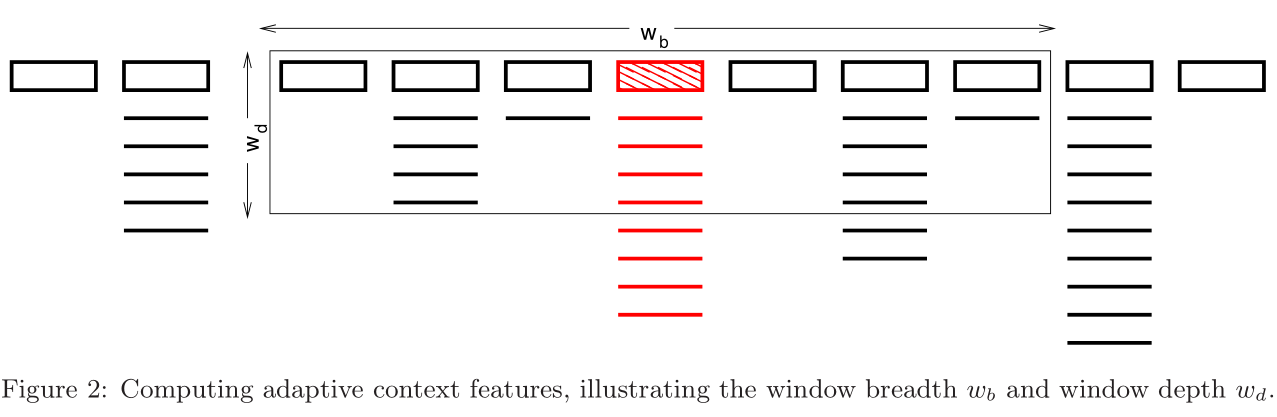 w_b
w_d
Figure 2: Computing adaptive context features, illustrating the window breadth w_b and window depth w_d.